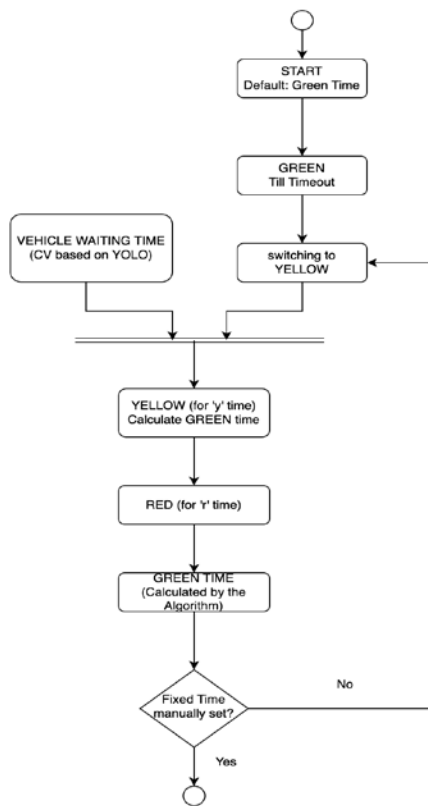 START
Default: Green Time
GREEN
Till Timeout
VEHICLE WAITING TIME
(CV based on YOLO)
switching to
YELLOW
YELLOW (for 'y' time)
Calculate GREEN time
RED (for 'r' time)
GREEN TIME
(Calculated by the
Algorithm)
Fixed Time
manually set?
No
Yes